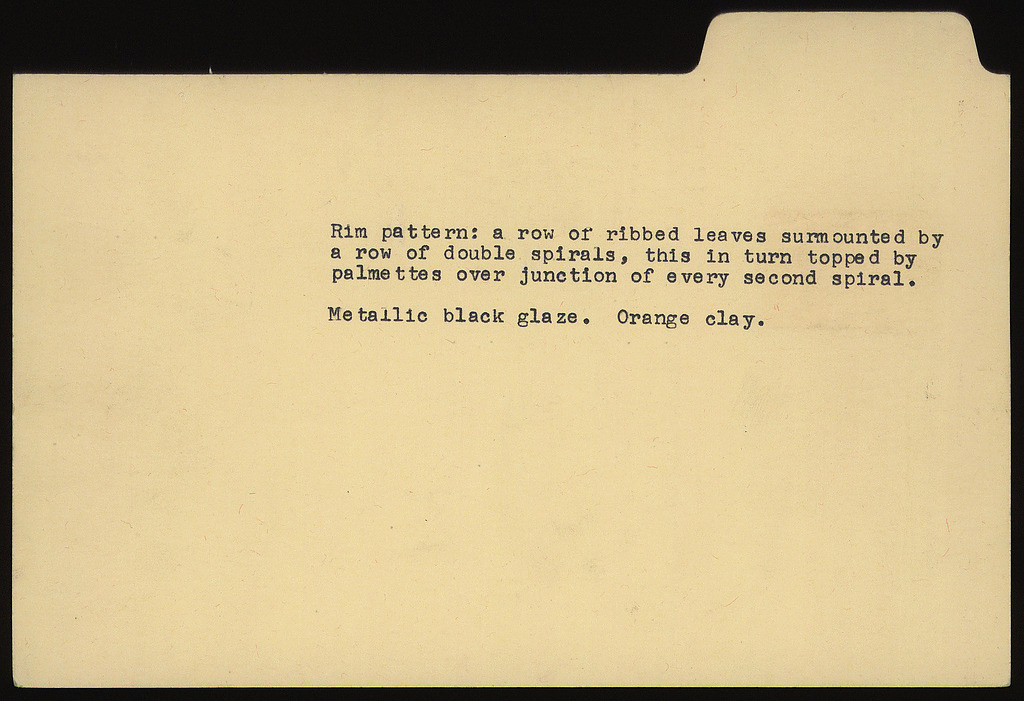 Rim pattern: a row of ribbed leaves surmounted by
a row of double spirals, this in turn topped by
palmettes over junction of every second spiral.
Metallic black glaze.  Orange clay.